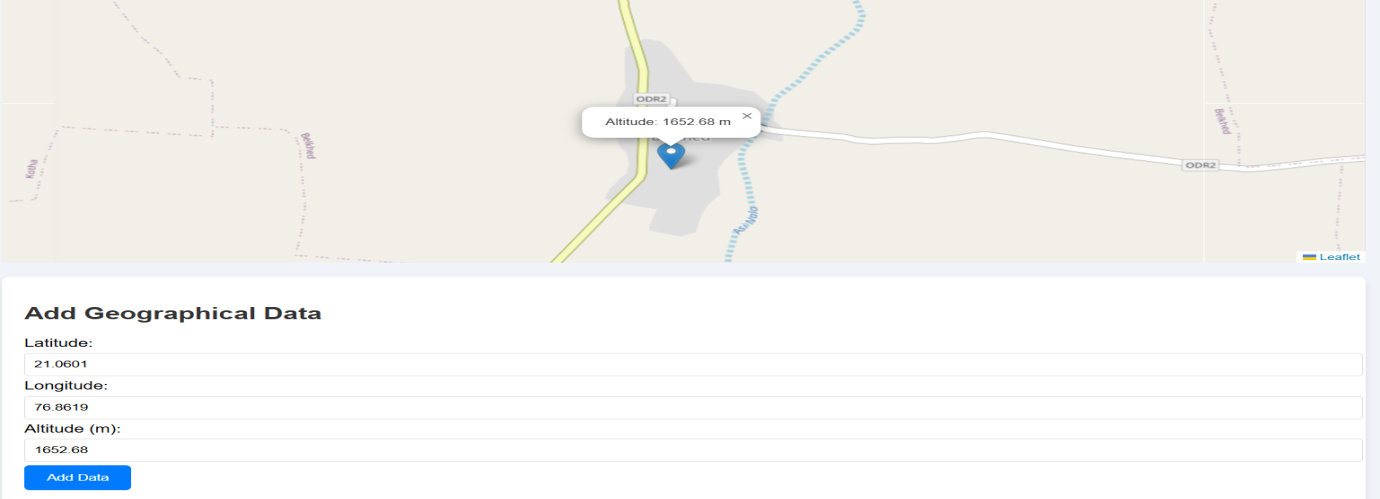 ODR2
Altitude: 1652.68 m ×
Belkhed
Belkhed
Kotha
ODR2
Leaflet
Add Geographical Data
Latitude:
21.0601
Longitude:
76.8619
Altitude (m):
1652.68
Add Data